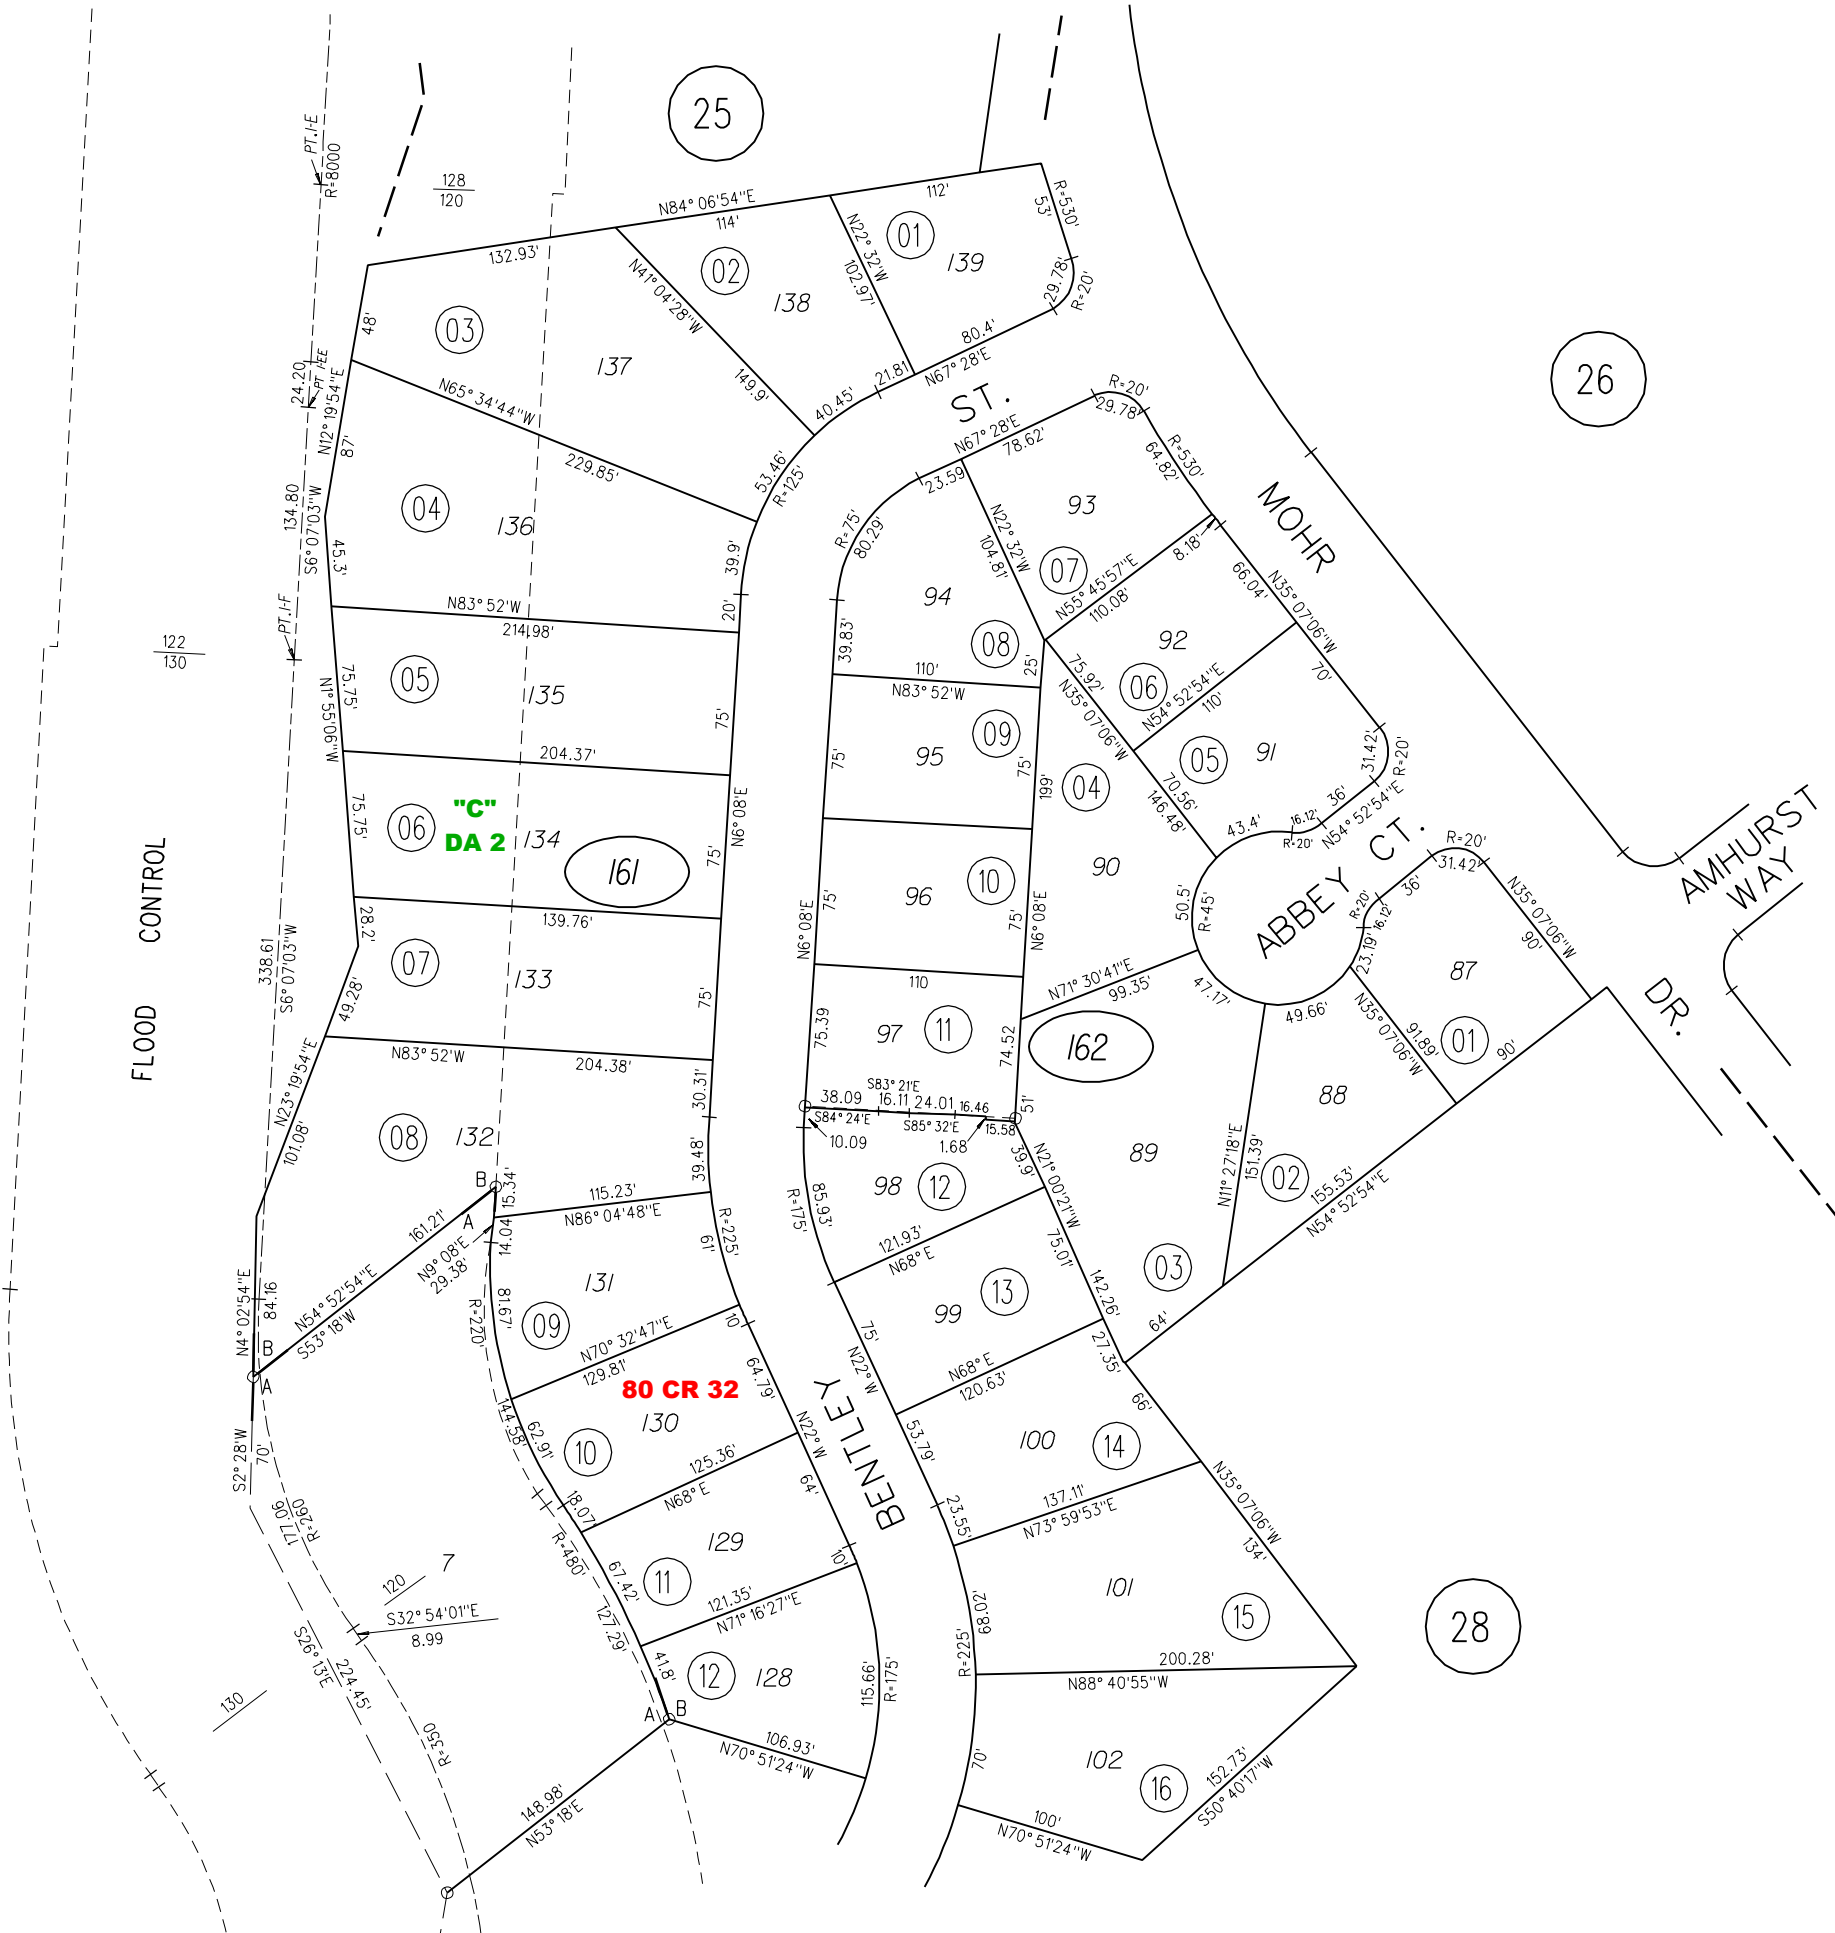 25
PT.I-E
R=8000
128
120
N84° 06'54"E
112'
114'
132.93'
R=530'
53'
N22° 32'W
102.97'
01
139
02
138
N41° 04'28"W
149.9'
29.78'
R=20'
48'
03
137
80.4'
N67° 28'E
21.81
40.45'
ST.
24.20
PT I-EE
N12° 19'54"E
87'
N65° 34'44"W
229.85'
53.46'
R=125'
26
R=20'
29.78'
N67° 28'E
78.62'
23.59
R=530'
64.82'
134.80
S6° 07'03"W
04
136
45.3'
39.9'
20'
R=75'
80.29'
N22° 32'W
104.81'
93
07
8.18'
MOHR
N55° 45'57"E
110.08'
66.04'
N35° 07'06"W
PT.I-F
122
130
N83° 52'W
214.98'
94
08
39.83'
25'
92
06
75.92'
N35° 07'06"W
N54° 52'54"E
110'
70'
05
135
75.75'
N1° 55'06"W
75'
110'
N83° 52'W
09
95
75'
75'
199'
04
05
91
31.42'
R=20'
204.37'
N6° 08'E
70.56'
146.48'
36'
N54° 52'54"E
16.12'
R=20'
43.4'
"C"
DA 2
06
134
75.75'
161
75'
90
10
96
75'
75'
N6° 08'E
N6° 08'E
50.5'
R=45'
ABBEY CT.
R=20'
31.42'
36'
R=20'
16.12'
23.19'
AMHURST
WAY
N35° 07'06"W
90'
FLOOD CONTROL
338.61
S6° 07'03"W
28.2'
139.76'
07
133
49.28'
75'
110
N71° 30'41"E
99.35'
47.17'
49.66'
87
01
N35° 07'06"W
91.89'
90'
DR.
97
11
75.39
74.52
162
N83° 52'W
204.38'
30.31'
N23° 19'54"E
101.08'
38.09
S83° 21'E
16.11
24.01
16.46
S84° 24'E
S85° 32'E
15.58
1.68
10.09
51'
88
08
132
39.48'
98
12
39.9'
N21° 00'21"W
89
N11° 27'18"E
151.39'
02
155.53'
N54° 52'54"E
B
15.34'
115.23'
N86° 04'48"E
A
14.04'
N9° 08'E
29.38'
161.21'
N54° 52'54"E
S53° 18'W
R=175'
85.93'
121.93'
N68° E
75.01'
142.26'
03
64'
R=225'
61'
N4° 02'54"E
84.16
131
09
81.67'
R=220'
N70° 32'47"E
129.81'
10'
13
99
75'
N22° W
27.35'
B
A
80 CR 32
130
64.79'
N22° W
BENTLEY
N68° E
120.63'
66'
S2° 28'W
70'
144.58'
62.91'
10
125.36'
N68° E
64'
53.79'
100
14
N35° 07'06"W
134'
177.06
R=260
18.07'
R=480'
129
11
10'
23.55'
137.11'
N73° 59'53"E
7
120
S32° 54'01"E
8.99
67.42'
127.29'
121.35'
N71° 16'27"E
101
15
68.02'
28
S26° 13'E
224.45'
41.8'
12
128
115.66'
R=175'
R=225'
200.28'
N88° 40'55"W
130
A
B
106.93'
N70° 51'24"W
R=350
70'
102
16
152.73'
S50° 40'17"W
148.98'
N53° 18'E
100'
N70° 51'24"W